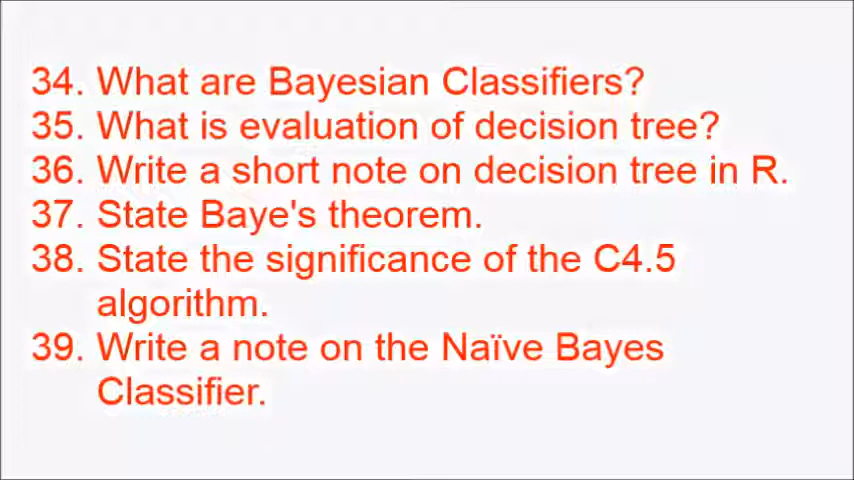 34. What are Bayesian Classifiers?
35. What is evaluation of decision tree?
36. Write a short note on decision tree in R.
37. State Baye's theorem.
38. State the significance of the C4.5
algorithm.
39. Write a note on the Naïve Bayes
Classifier.